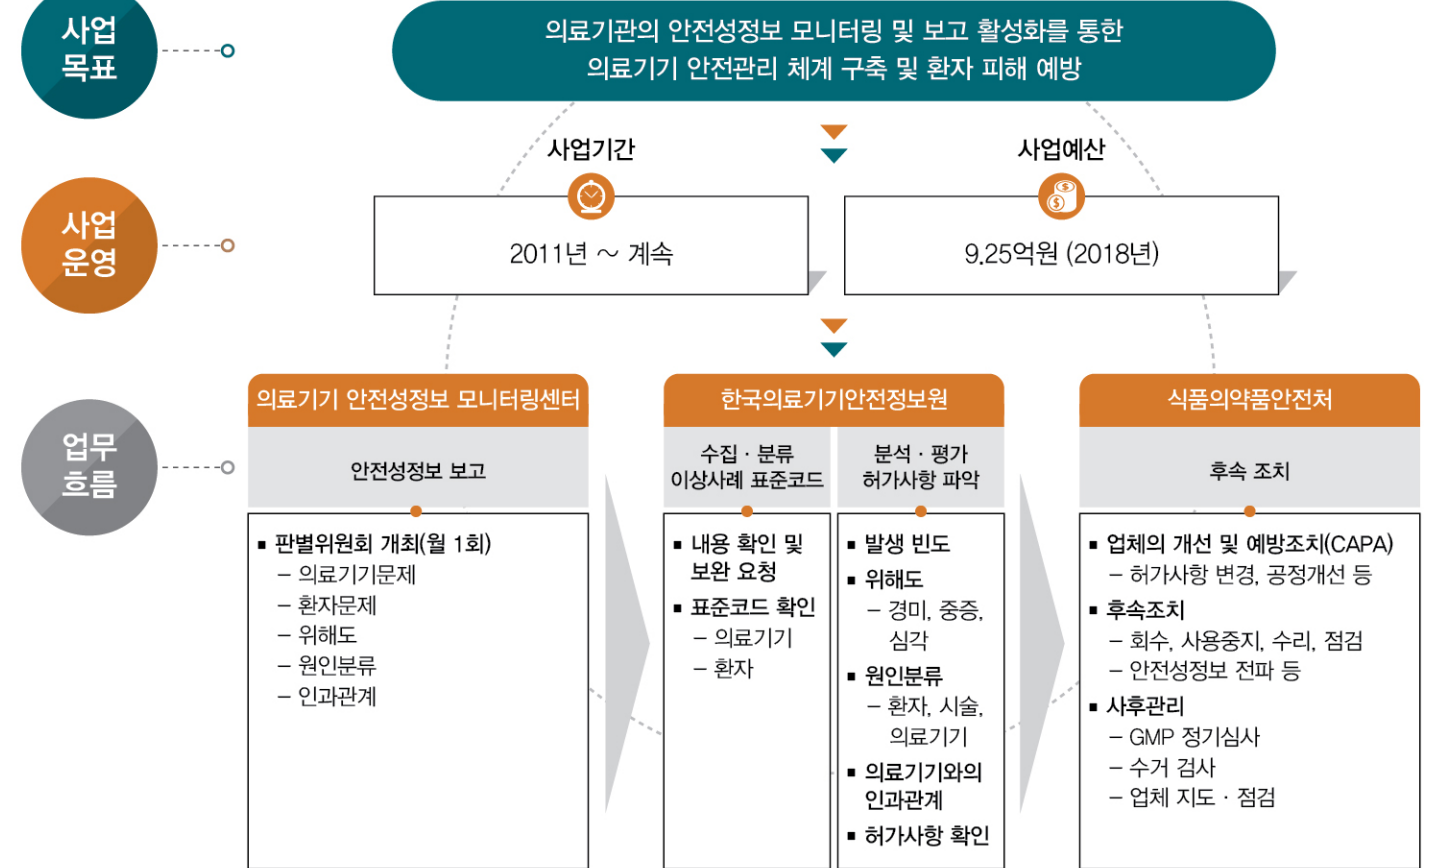 사업
목표
의료기관의 안전성정보 모니터링 및 보고 활성화를 통한
의료기기 안전관리 체계 구축 및 환자 피해 예방
사업
운영
사업기간
2011년 ~ 계속
사업예산
9.25억원 (2018년)
업무
흐름
의료기기 안전성정보 모니터링센터
안전성정보 보고
■ 판별위원회 개최(월 1회)
– 의료기기문제
– 환자문제
– 위해도
– 원인분류
– 인과관계
한국의료기기안전정보원
수집 · 분류
이상사례 표준코드
■ 내용 확인 및
보완 요청
■ 표준코드 확인
– 의료기기
– 환자
분석 · 평가
허가사항 파악
■ 발생 빈도
■ 위해도
– 경미, 중증,
심각
■ 원인분류
– 환자, 시술,
의료기기
■ 의료기기와의
인과관계
■ 허가사항 확인
식품의약품안전처
후속 조치
■ 업체의 개선 및 예방조치(CAPA)
– 허가사항 변경, 공정개선 등
■ 후속조치
– 회수, 사용중지, 수리, 점검
– 안전성정보 전파 등
■ 사후관리
– GMP 정기심사
– 수거 검사
– 업체 지도 · 점검